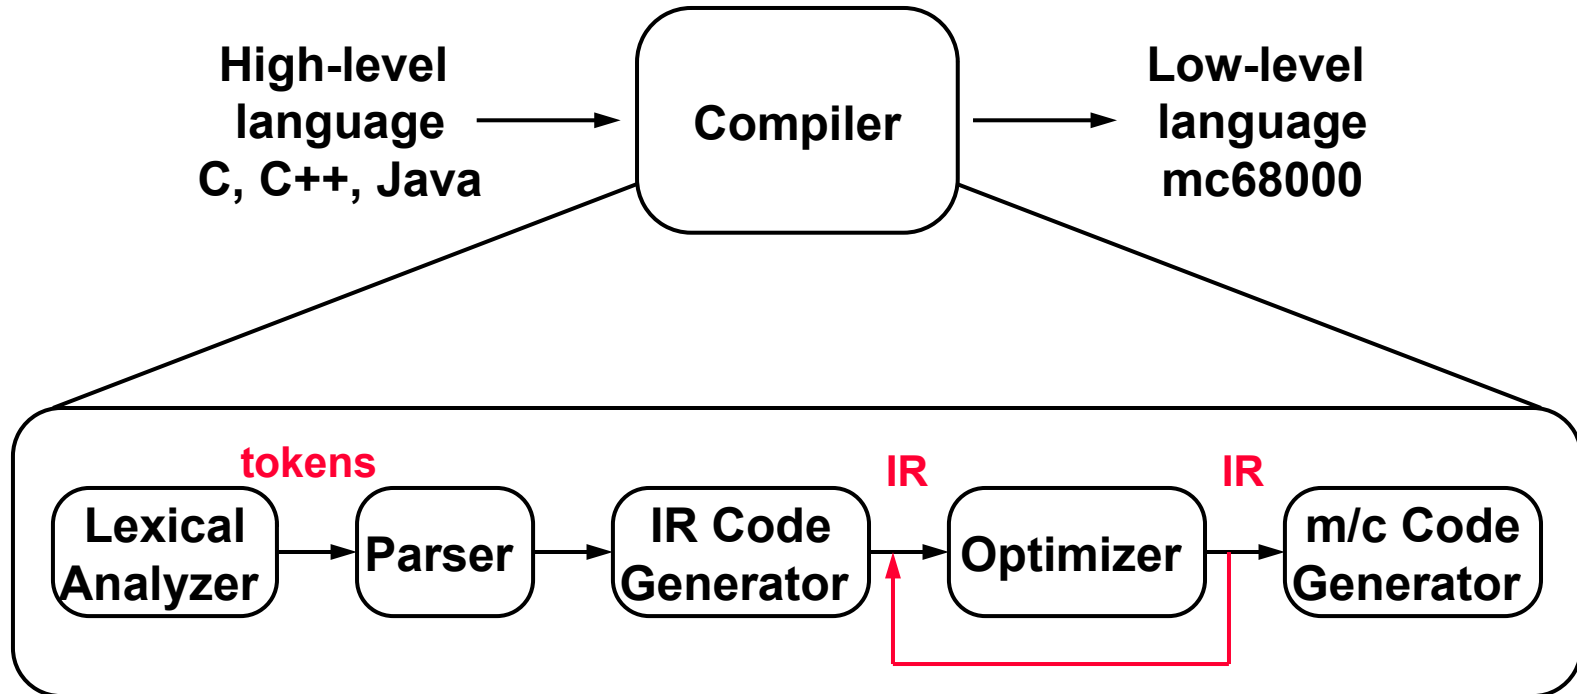 High-level
language
C, C++, Java
Compiler
Low-level
language
mc68000
tokens
IR
IR
Lexical
Analyzer
Parser
IR Code
Generator
Optimizer
m/c Code
Generator